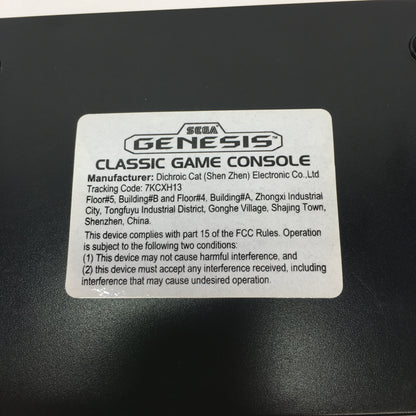 SEGA
GENESIS
CLASSIC GAME CONSOLE
Manufacturer: Dichroic Cat (Shen Zhen) Electronic Co.,Ltd
Tracking Code: 7KCXH13
Floor#5, Building#B and Floor#4. Building#A, Zhongxi Industrial
City, Tongfuyu Industrial District, Gonghe Village, Shajing Town,
Shenzhen, China.
This device complies with part 15 of the FCC Rules. Operation
is subject to the following two conditions:
(1) This device may not cause harmful interference, and
(2) this device must accept any interference received, including
interference that may cause undesired operation.